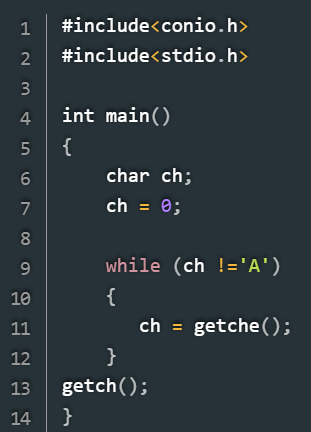 1 #include<conio.h>
2 #include<stdio.h>
3
4 int main()
5 {
6 char ch;
7 ch = 0;
8
9 while (ch !='A')
10 {
11 ch = getche();
12 }
13 getch();
14 }